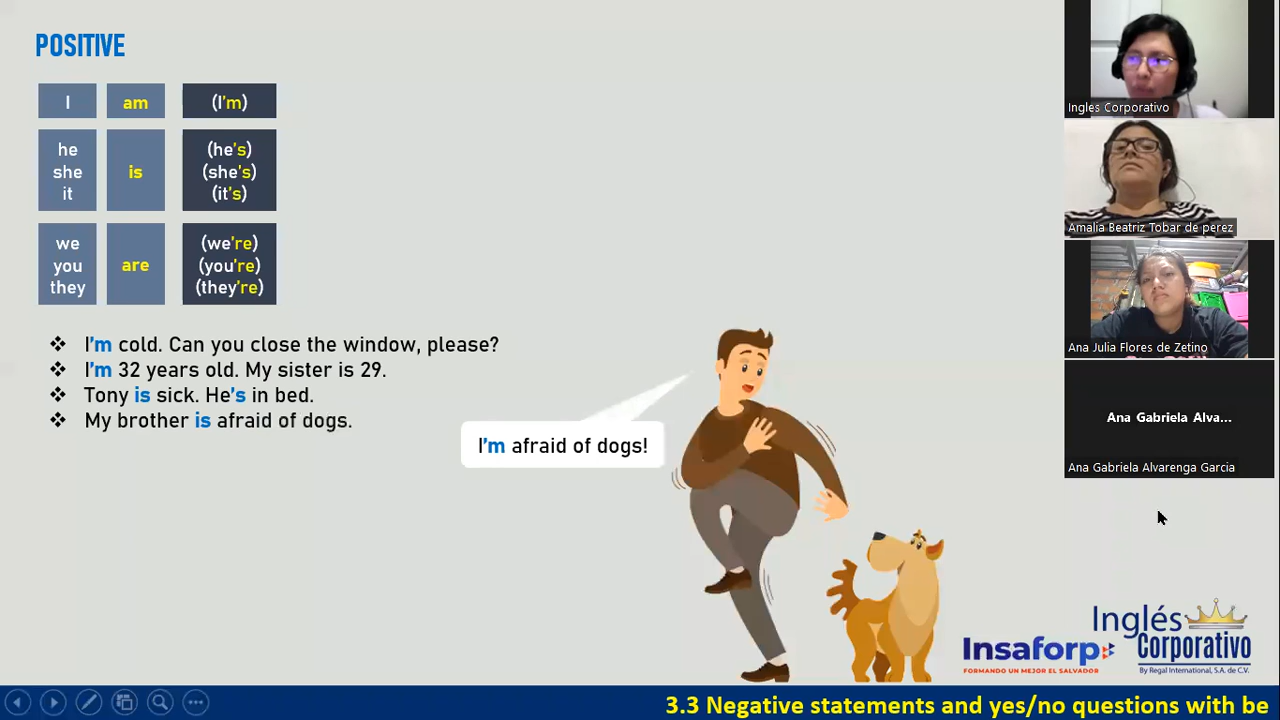 POSITIVE
I am (I'm)
he
she
it
is
(he's)
(she's)
(it's)
we
you
they
are
(we're)
(you're)
(they're)
❖ I'm cold. Can you close the window, please?
❖ I'm 32 years old. My sister is 29.
❖ Tony is sick. He's in bed.
❖ My brother is afraid of dogs.
I'm afraid of dogs!
Ingles Corporativo
Amalia Beatriz Tobar de perez
Ana Julia Flores de Zetino
Ana Gabriela Alva...
Ana Gabriela Alvarenga Garcia
Insaforp
FORMANDO UN MEJOR EL SALVADOR
Inglés
Corporativo
By Regal International, S.A. de C.V.
3.3 Negative statements and yes/no questions with be